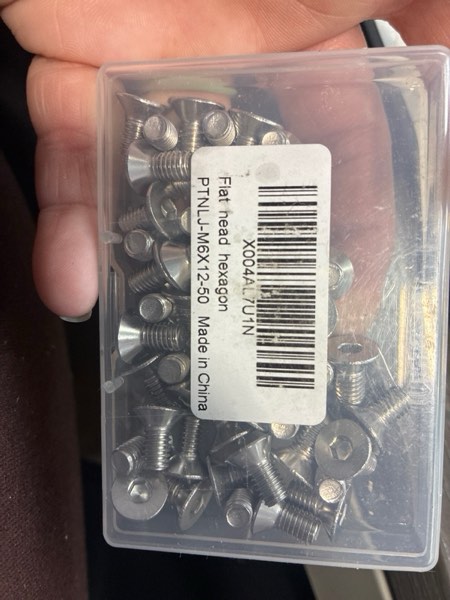 X004AL7U1N
Flat head hexagon
PTNLJ-M6X12-50 Made in China